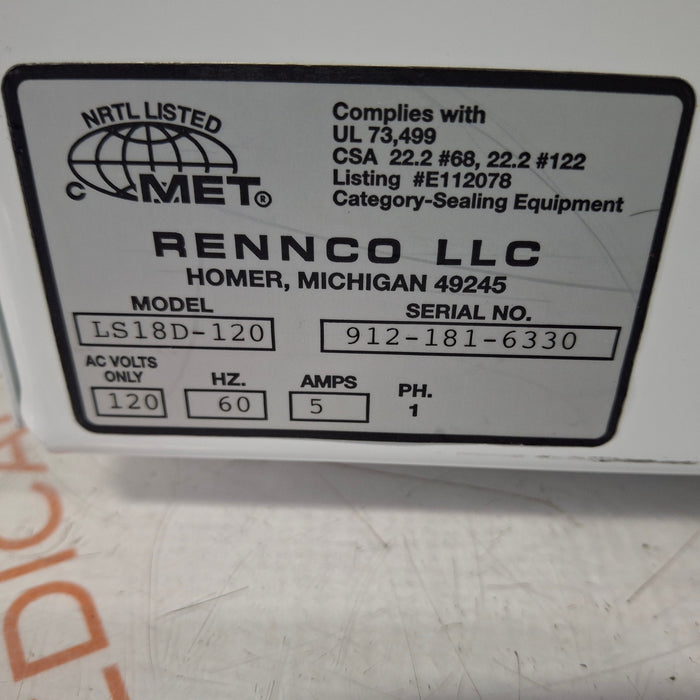 NRTL LISTED
C MET®
Complies with
UL 73,499
CSA 22.2 #68, 22.2 #122
Listing #E112078
Category-Sealing Equipment
RENNCO LLC
HOMER, MICHIGAN 49245
MODEL
LS18D-120
SERIAL NO.
912-181-6330
AC VOLTS
ONLY
120
HZ.
60
AMPS
5
PH.
1
DICA